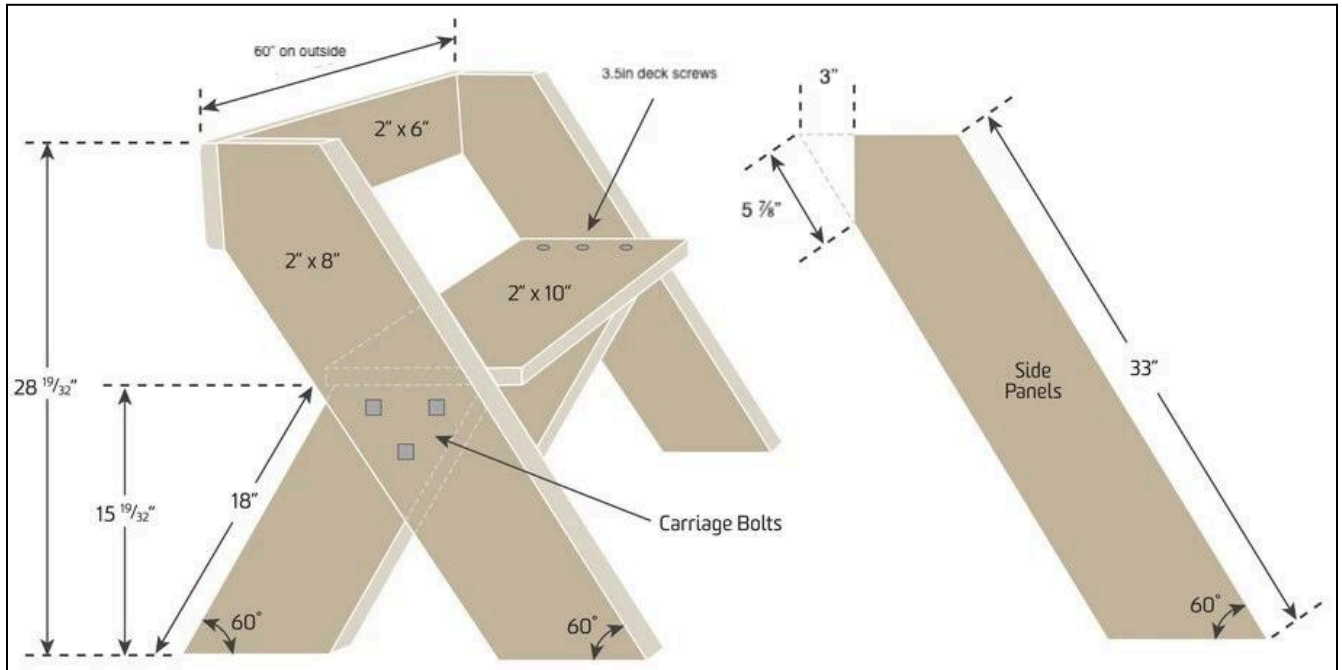 60" on outside
3.5in deck screws
3"
2" x 6"
5 ⅞"
2" x 8"
2" x 10"
28 19/32"
Side
Panels
33"
15 19/32"
18"
Carriage Bolts
60°
60°
60°